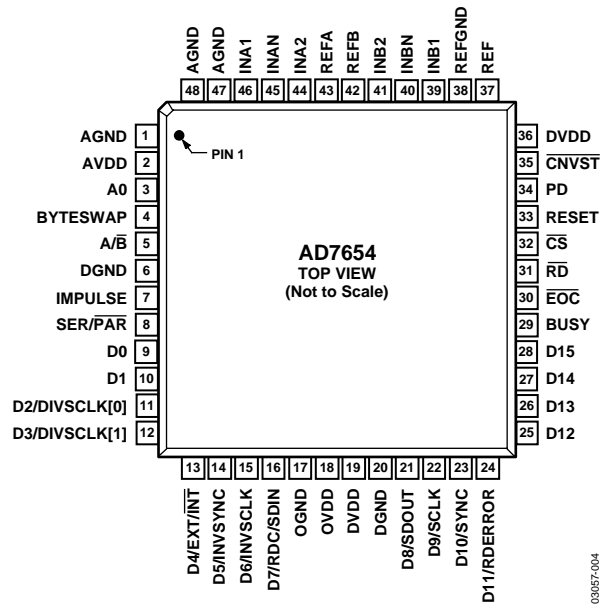 AGND
AGND
INA1
INAN
INA2
REFA
REFB
INB2
INBN
INB1
REFGND
REF
48
47
46
45
44
43
42
41
40
39
38
37
AGND 1
AVDD 2
A0 3
BYTESWAP 4
A/B̅ 5
DGND 6
IMPULSE 7
SER/P̅A̅R̅ 8
D0 9
D1 10
D2/DIVSCLK[0] 11
D3/DIVSCLK[1] 12
PIN 1
AD7654
TOP VIEW
(Not to Scale)
36 DVDD
35 C̅N̅V̅S̅T̅
34 PD
33 RESET
32 C̅S̅
31 R̅D̅
30 E̅O̅C̅
29 BUSY
28 D15
27 D14
26 D13
25 D12
13
14
15
16
17
18
19
20
21
22
23
24
D4/EXT/I̅N̅T̅
D5/INVSYNC
D6/INVSCLK
D7/RDC/SDIN
OGND
OVDD
DVDD
DGND
D8/SDOUT
D9/SCLK
D10/SYNC
D11/RDERROR
03057-004